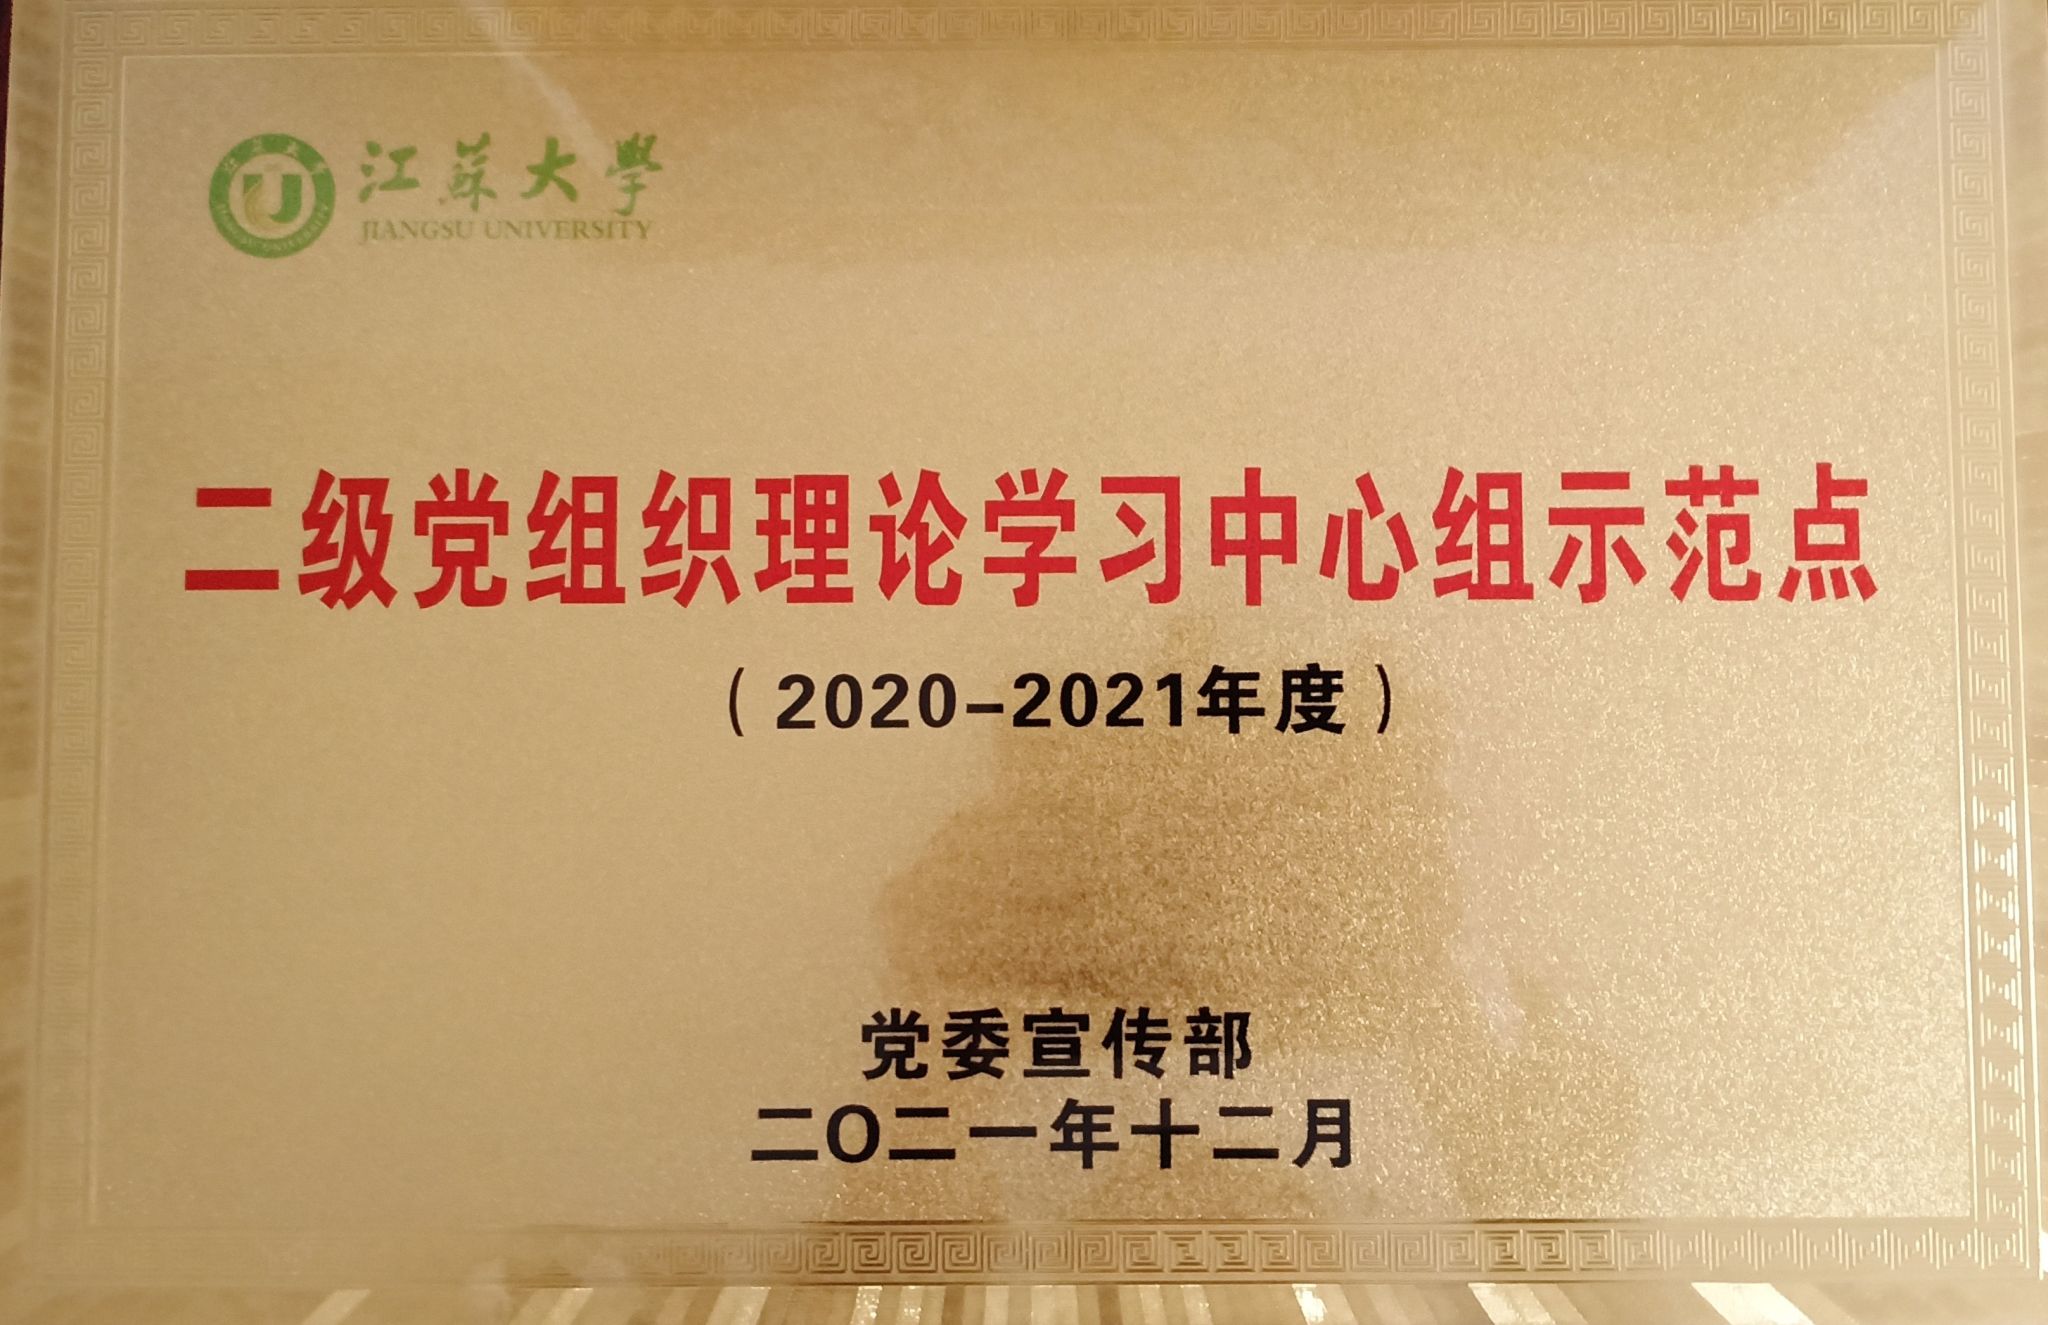 江蘇大學
JIANGSU UNIVERSITY
二级党组织理论学习中心组示范点
（2020-2021年度）
党委宣传部
二〇二一年十二月